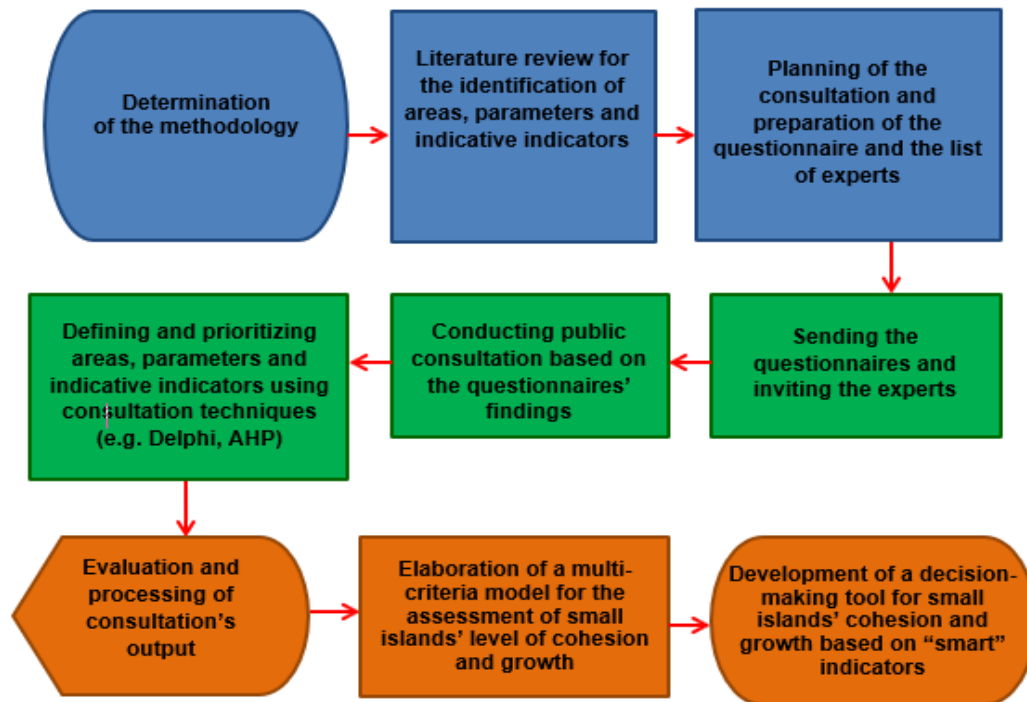 Determination
of the methodology
Literature review for
the identification of
areas, parameters and
indicative indicators
Planning of the
consultation and
preparation of the
questionnaire and the list
of experts
Defining and prioritizing
areas, parameters and
indicative indicators using
consultation techniques
(e.g. Delphi, AHP)
Conducting public
consultation based on
the questionnaires'
findings
Sending the
questionnaires and
inviting the experts
Evaluation and
processing of
consultation's
output
Elaboration of a multi-
criteria model for the
assessment of small
islands' level of cohesion
and growth
Development of a decision-
making tool for small
islands' cohesion and
growth based on “smart”
indicators